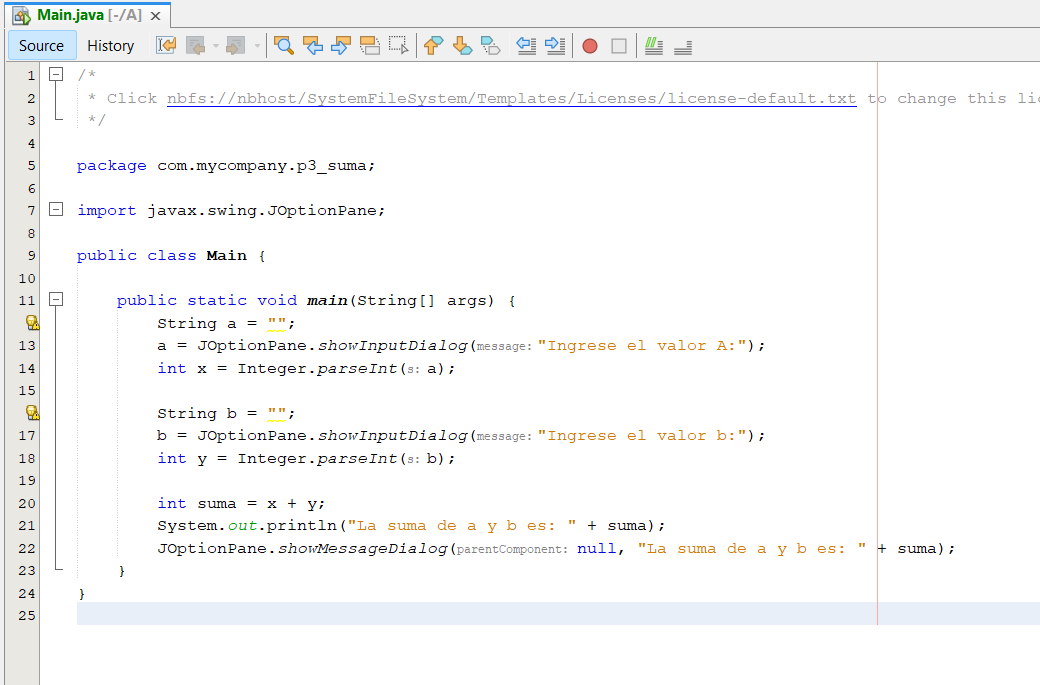 Main.java [-/A]
Source History
1 /*
2 * Click nbfs://nbhost/SystemFileSystem/Templates/Licenses/license-default.txt to change this lic
3 */
4
5 package com.mycompany.p3_suma;
6
7 import javax.swing.JOptionPane;
8
9 public class Main {
10
11 public static void main(String[] args) {
String a = "";
13 a = JOptionPane.showInputDialog(message: "Ingrese el valor A:");
14 int x = Integer.parseInt(s: a);
15
String b = "";
17 b = JOptionPane.showInputDialog(message: "Ingrese el valor b:");
18 int y = Integer.parseInt(s: b);
19
20 int suma = x + y;
21 System.out.println("La suma de a y b es: " + suma);
22 JOptionPane.showMessageDialog(parentComponent: null, "La suma de a y b es: " + suma);
23 }
24 }
25